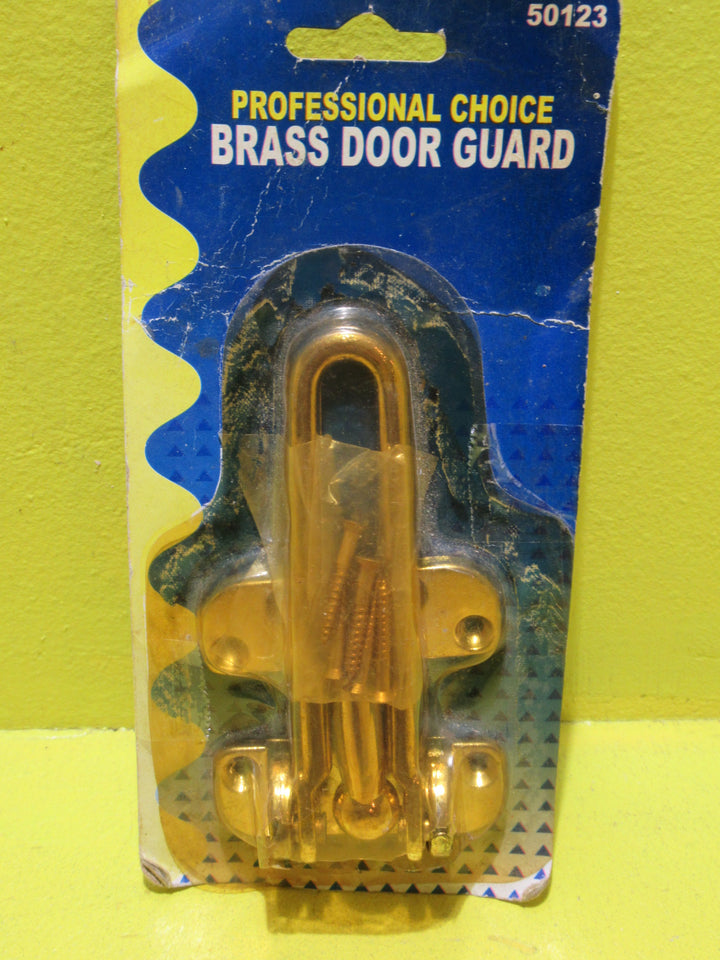 50123
PROFESSIONAL CHOICE
BRASS DOOR GUARD